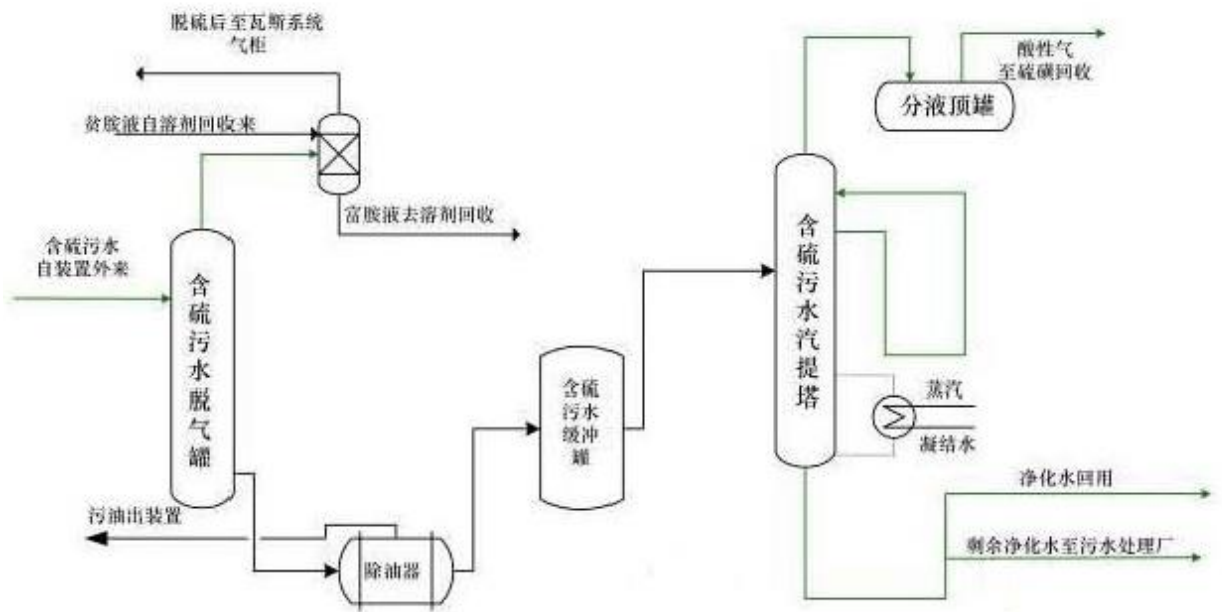 脱硫后至瓦斯系统
气柜
贫胺液自溶剂回收来
富胺液去溶剂回收
含硫污水
自装置外来
含硫污水脱气罐
污油出装置
除油器
含硫
污水
缓冲
罐
含硫污水汽提塔
酸性气
至硫磺回收
分液顶罐
蒸汽
凝结水
净化水回用
剩余净化水至污水处理厂